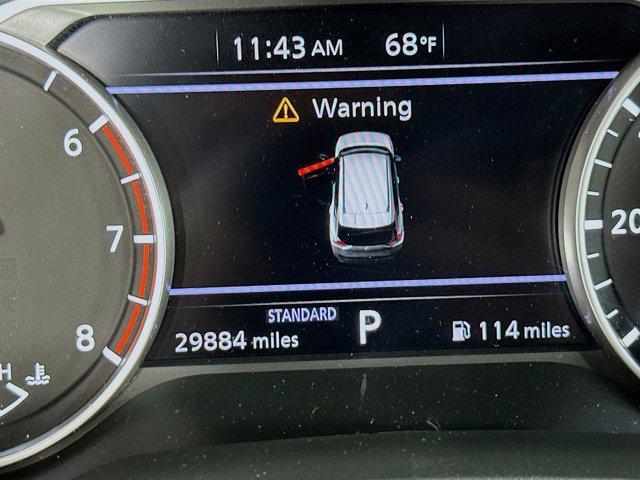 11:43 AM 68°F
Warning
6
7
8
H
20
STANDARD
P
29884 miles
114 miles